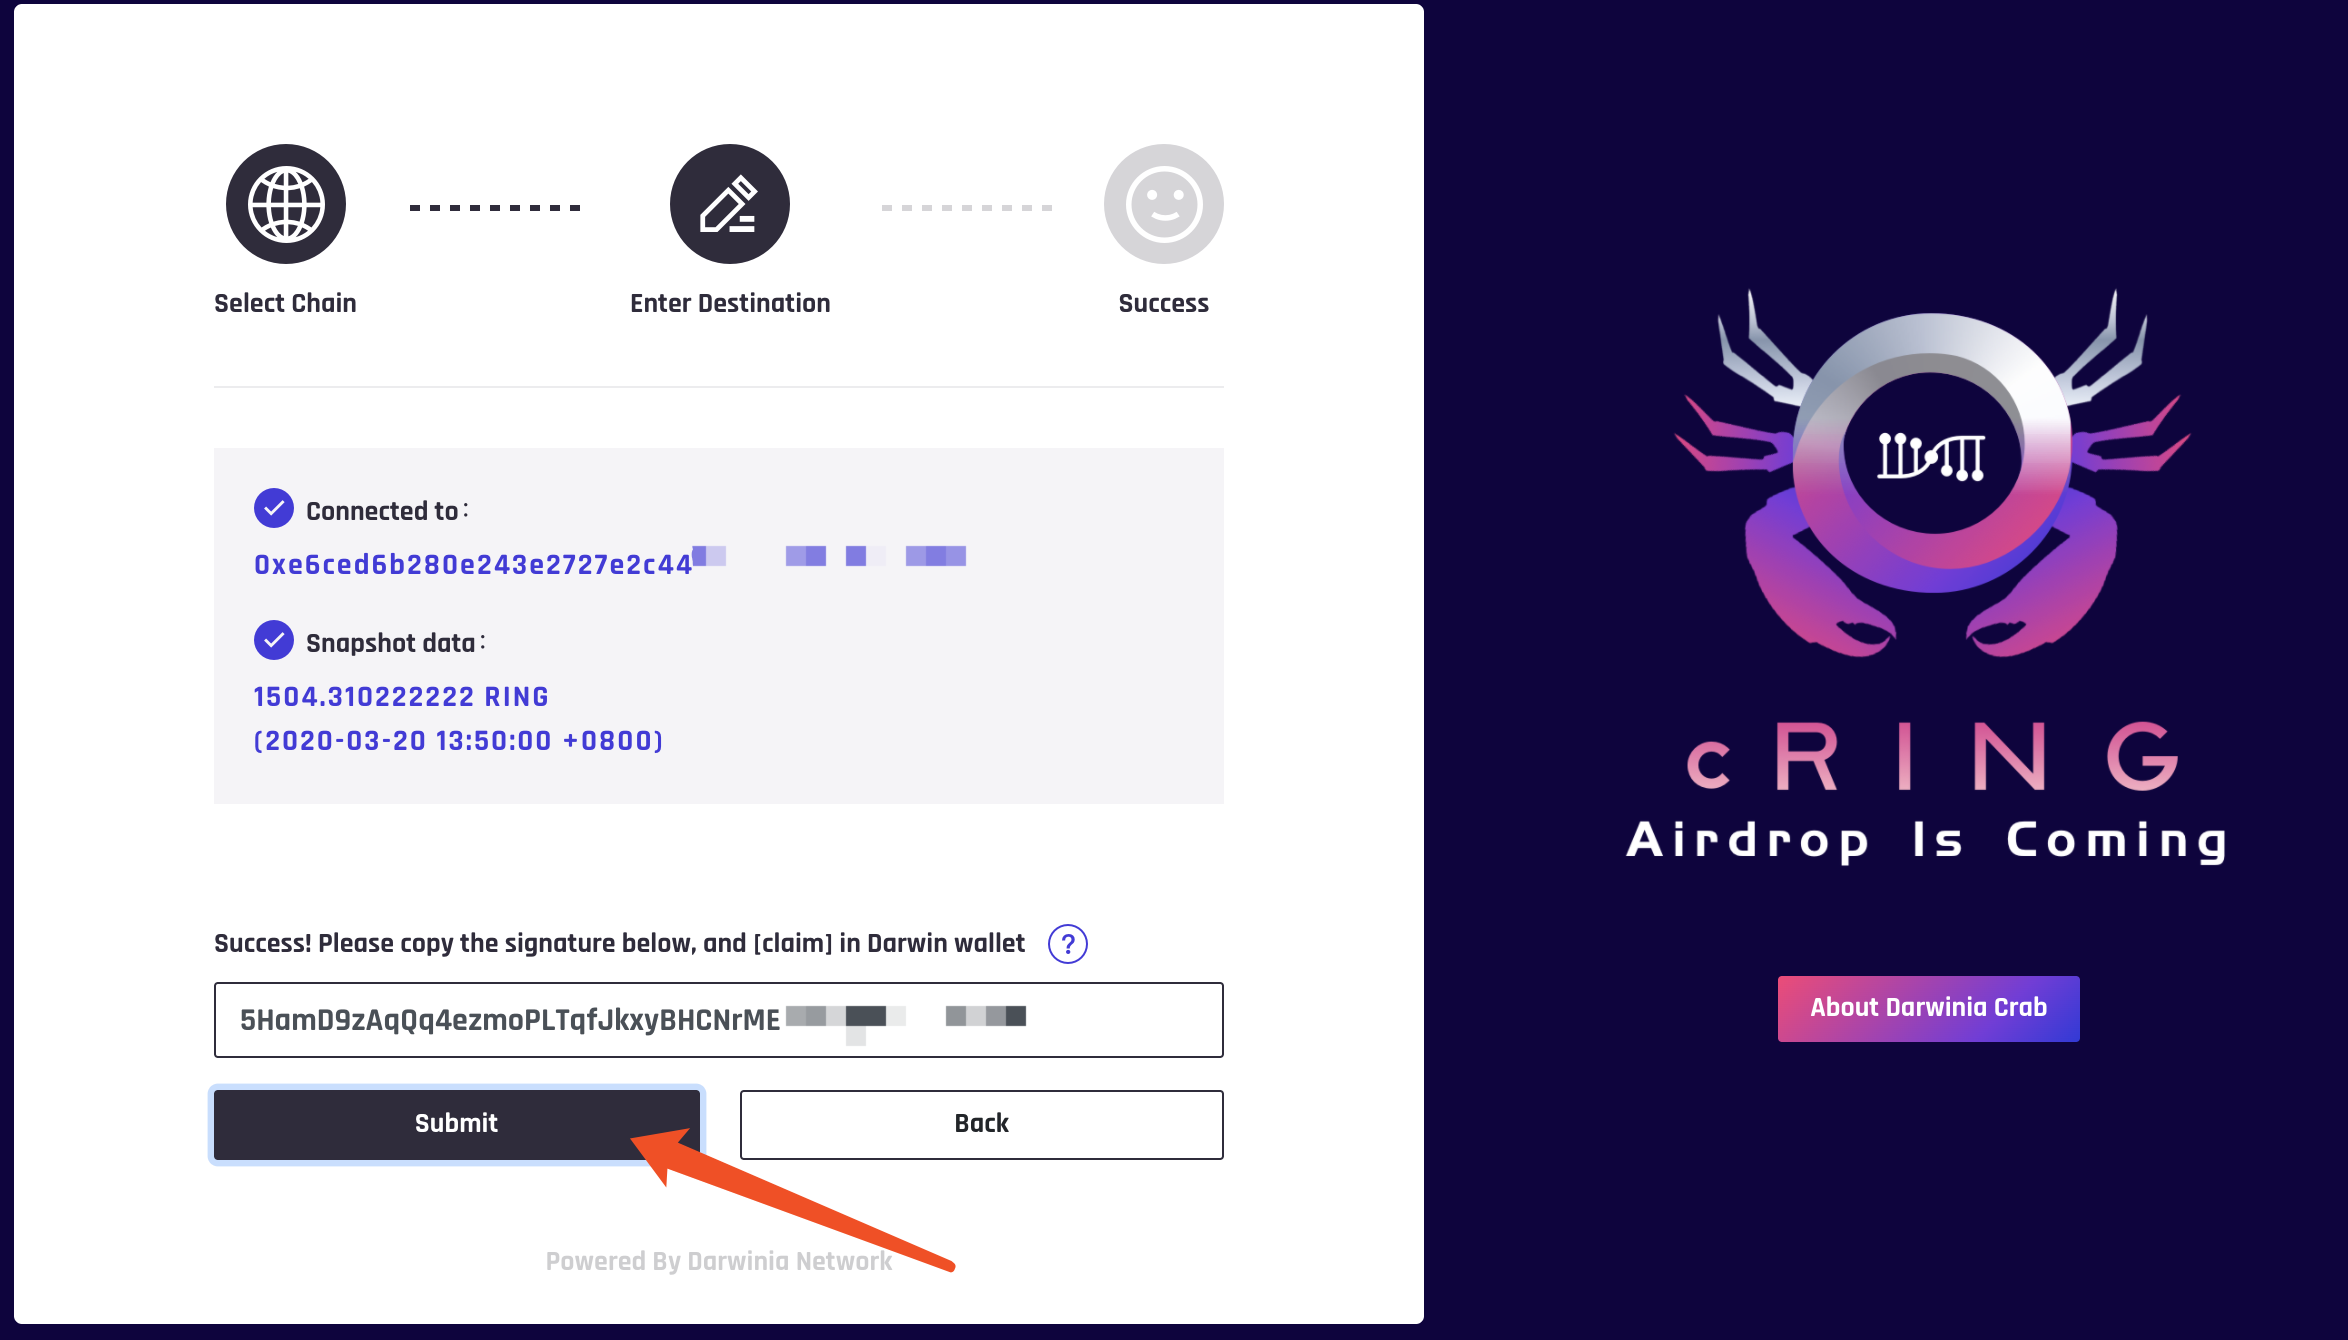 Select Chain
Enter Destination
Success
Connected to:
0xe6ced6b280e243e2727e2c44
Snapshot data:
1504.310222222 RING
(2020-03-20 13:50:00 +0800)
Success! Please copy the signature below, and [claim] in Darwin wallet ?
5HamD9zAqQq4ezmoPLTqfJkxyBHCNrME
Submit
Back
Powered By Darwinia Network
cRING
Airdrop Is Coming
About Darwinia Crab